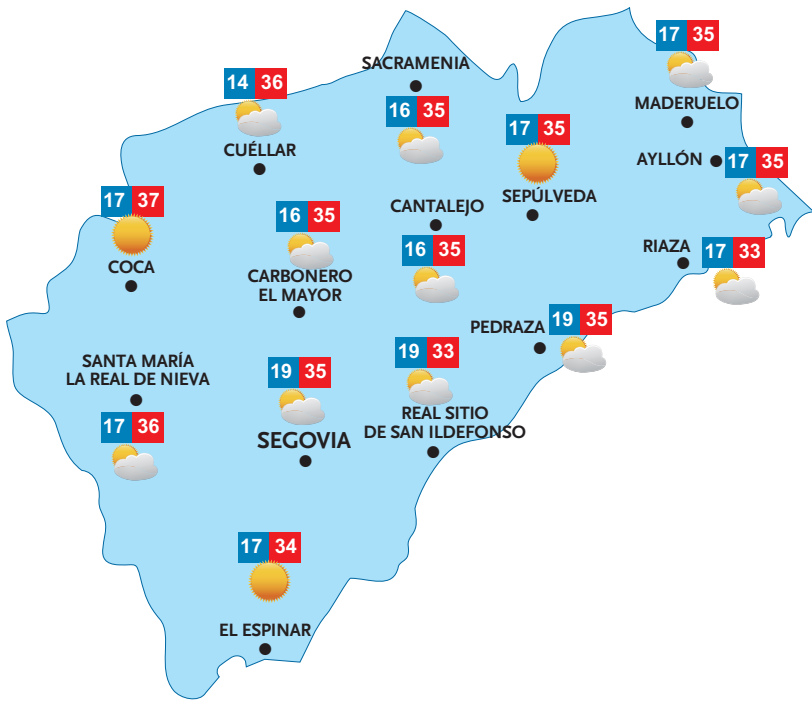 17 35
MADERUELO
SACRAMENIA
16 35
14 36
CUÉLLAR
17 35
SEPÚLVEDA
AYLLÓN
17 35
17 37
COCA
16 35
CARBONERO
EL MAYOR
CANTALEJO
16 35
RIAZA
17 33
PEDRAZA
19 35
SANTA MARÍA
LA REAL DE NIEVA
17 36
19 35
SEGOVIA
19 33
REAL SITIO
DE SAN ILDEFONSO
17 34
EL ESPINAR